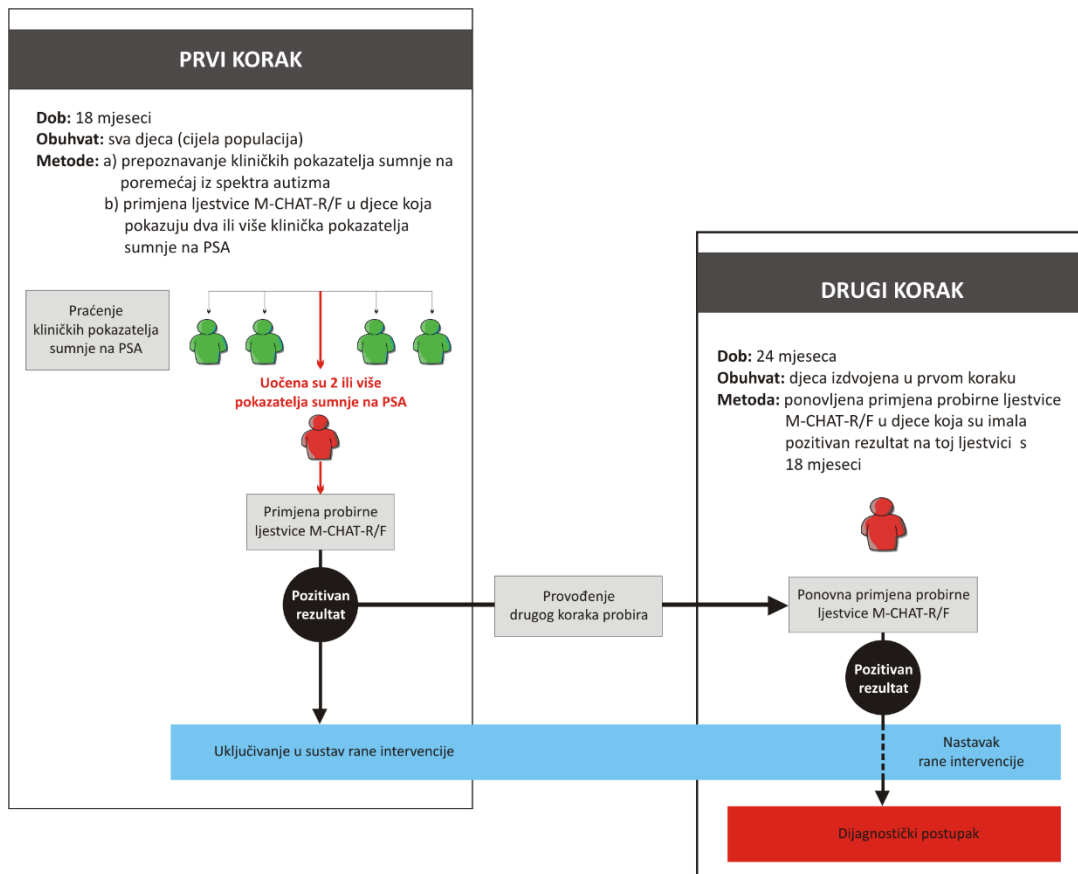 PRVI KORAK
Dob: 18 mjeseci
Obuhvat: sva djeca (cijela populacija)
Metode: a) prepoznavanje kliničkih pokazatelja sumnje na
poremećaj iz spektra autizma
b) primjena ljestvice M-CHAT-R/F u djece koja
pokazuju dva ili više klinička pokazatelja
sumnje na PSA
Praćenje
kliničkih pokazatelja
sumnje na PSA
Uočena su 2 ili više
pokazatelja sumnje na PSA
Primjena probirne
ljestvice M-CHAT-R/F
Pozitivan
rezultat
Provođenje
drugog koraka probira
Uključivanje u sustav rane intervencije
DRUGI KORAK
Dob: 24 mjeseca
Obuhvat: djeca izdvojena u prvom koraku
Metoda: ponovljena primjena probirne ljestvice
M-CHAT-R/F u djece koja su imala
pozitivan rezultat na toj ljestvici s
18 mjeseci
Ponovna primjena probirne
ljestvice M-CHAT-R/F
Pozitivan
rezultat
Nastavak
rane intervencije
Dijagnostički postupak